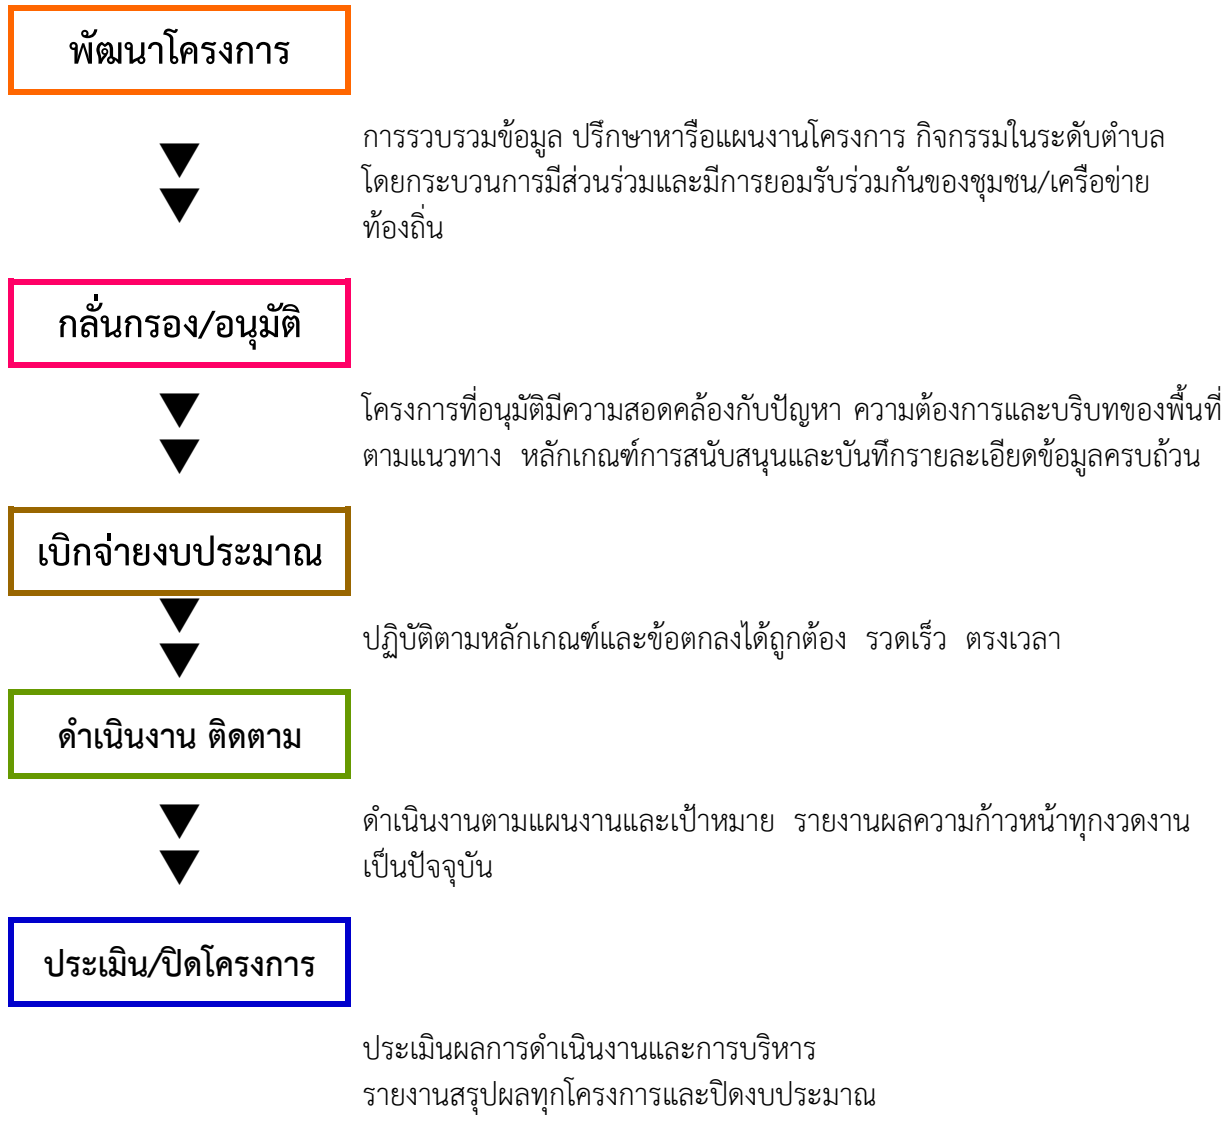 พัฒนาโครงการ
การรวบรวมข้อมูล ปรึกษาหารือแผนงานโครงการ กิจกรรมในระดับตำบล
โดยกระบวนการมีส่วนร่วมและมีการยอมรับร่วมกันของชุมชน/เครือข่าย
ท้องถิ่น
กลั่นกรอง/อนุมัติ
โครงการที่อนุมัติมีความสอดคล้องกับปัญหา ความต้องการและบริบทของพื้นที่
ตามแนวทาง หลักเกณฑ์การสนับสนุนและบันทึกรายละเอียดข้อมูลครบถ้วน
เบิกจ่ายงบประมาณ
ปฏิบัติตามหลักเกณฑ์และข้อตกลงได้ถูกต้อง รวดเร็ว ตรงเวลา
ดำเนินงาน ติดตาม
ดำเนินงานตามแผนงานและเป้าหมาย รายงานผลความก้าวหน้าทุกงวดงาน
เป็นปัจจุบัน
ประเมิน/ปิดโครงการ
ประเมินผลการดำเนินงานและการบริหาร
รายงานสรุปผลทุกโครงการและปิดงบประมาณ